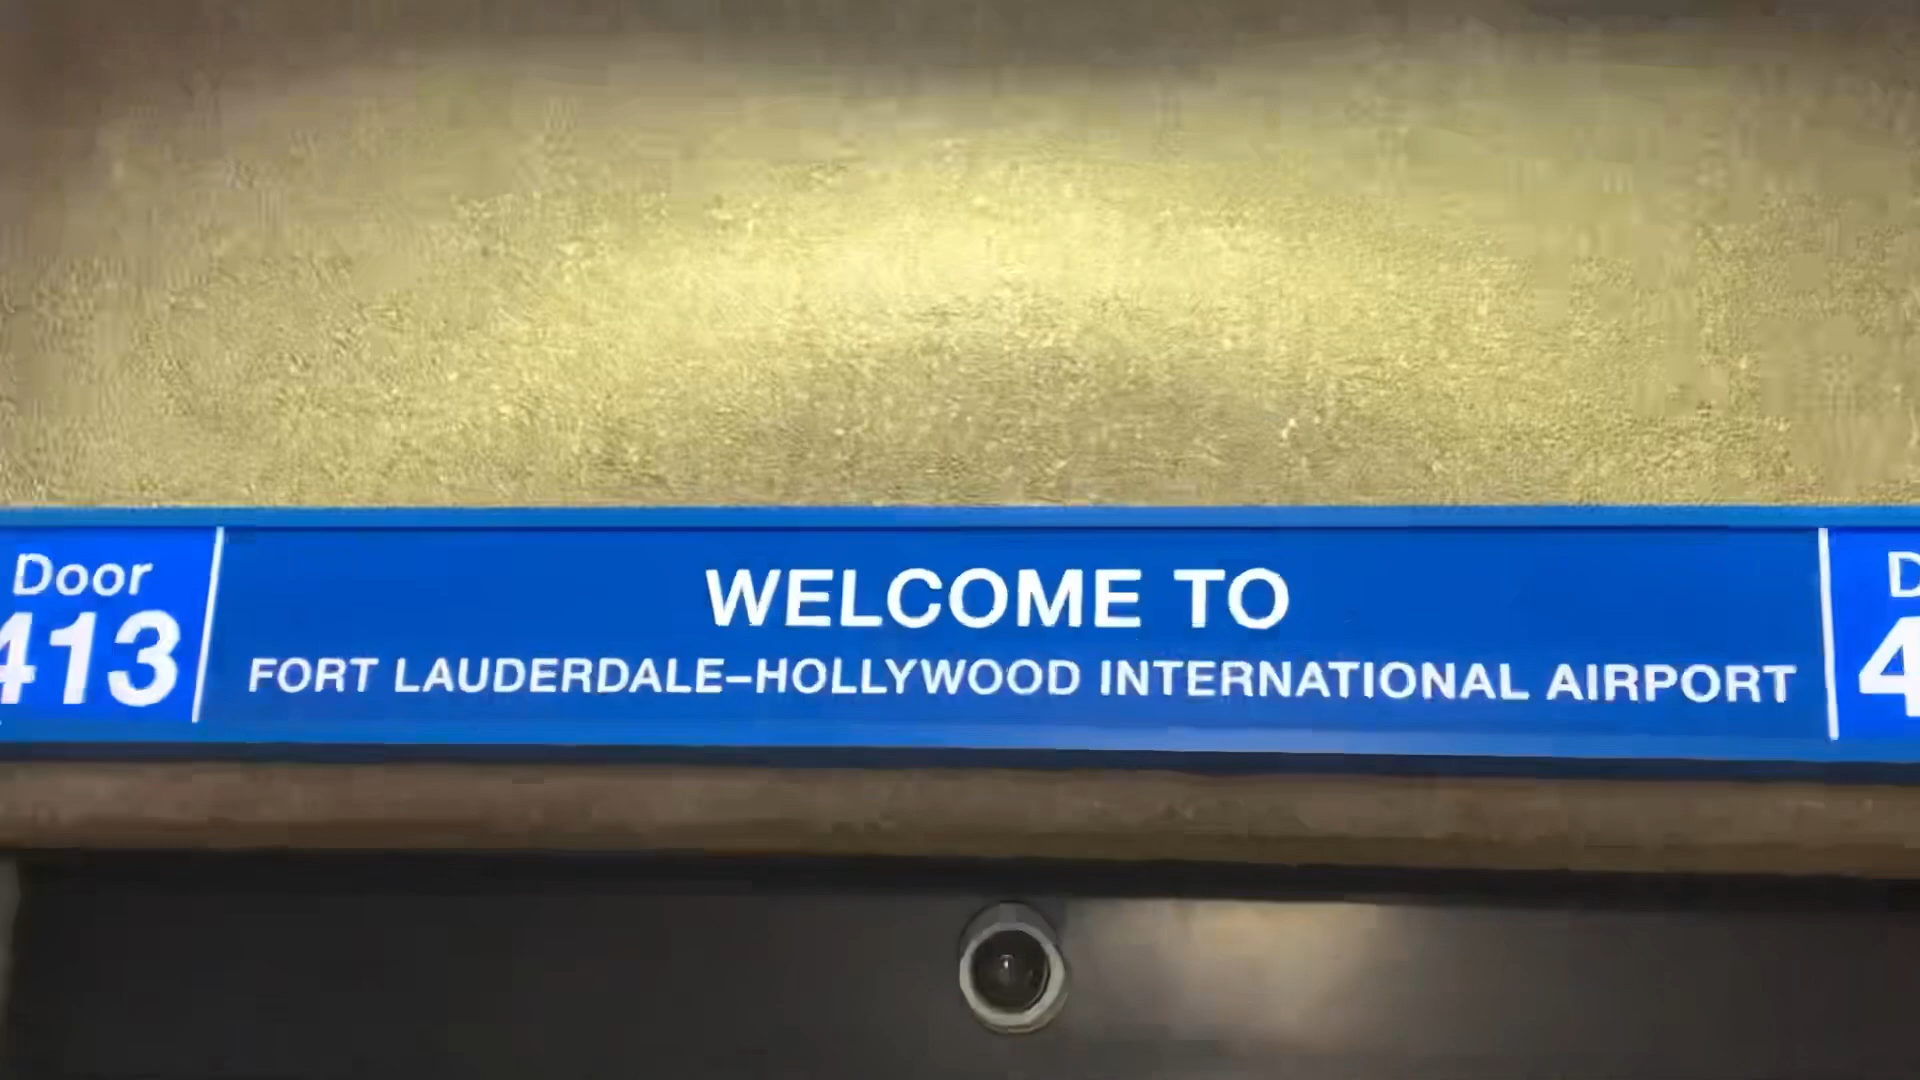 Door
413
WELCOME TO
FORT LAUDERDALE–HOLLYWOOD INTERNATIONAL AIRPORT